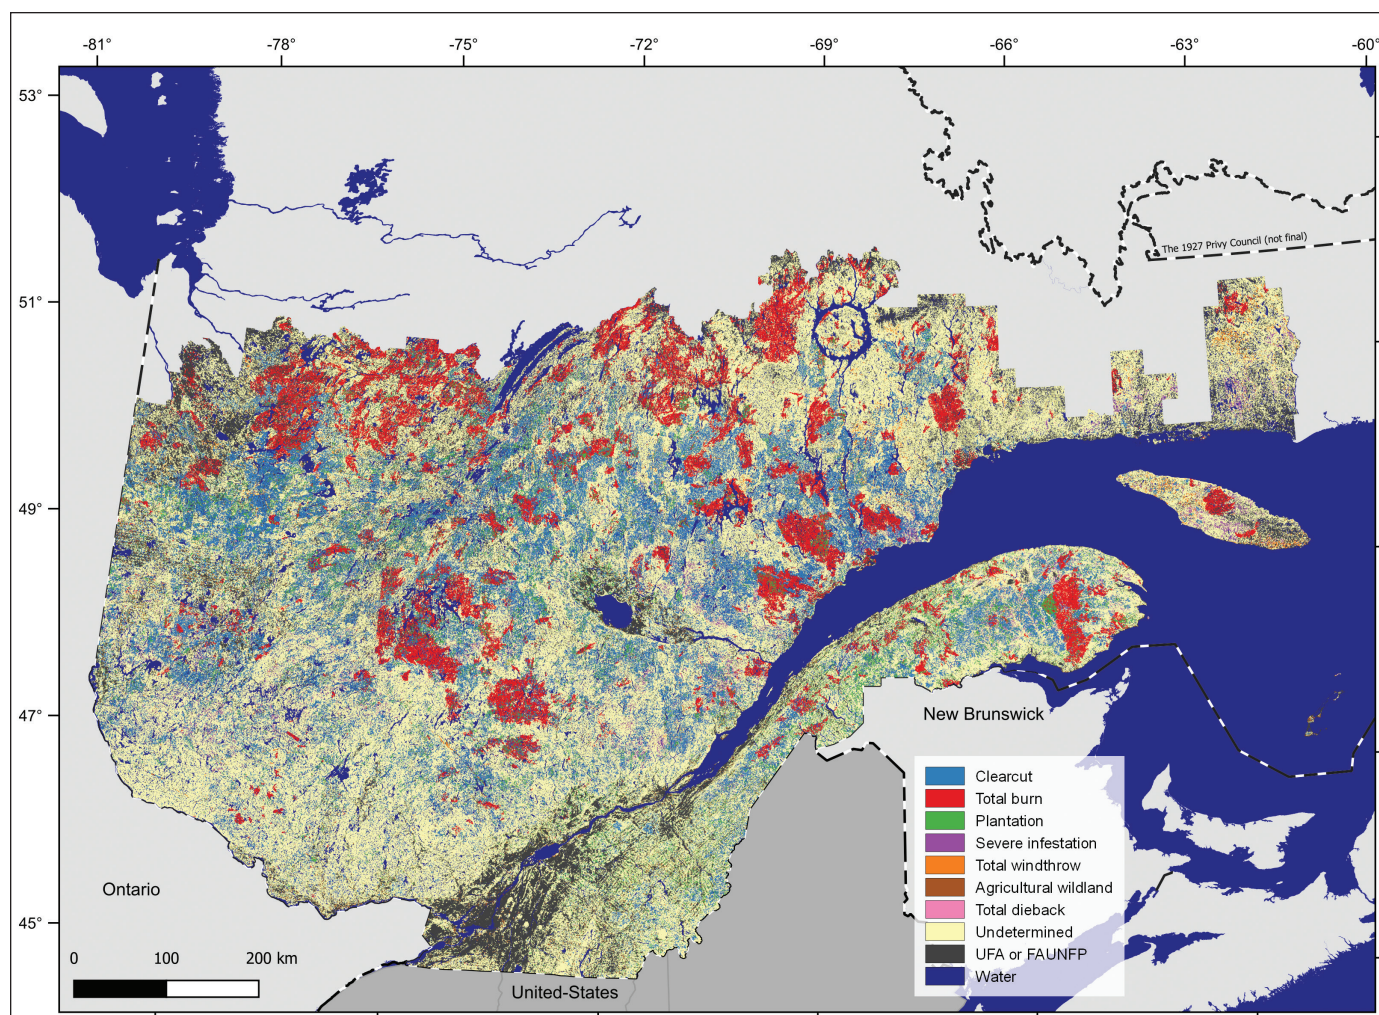 -81° -78° -75° -72° -69° -66° -63° -60°
53°
51°
49°
47°
45°
The 1927 Privy Council (not final)
New Brunswick
Ontario
United-States
0 100 200 km
Clearcut
Total burn
Plantation
Severe infestation
Total windthrow
Agricultural wildland
Total dieback
Undetermined
UFA or FAUNFP
Water